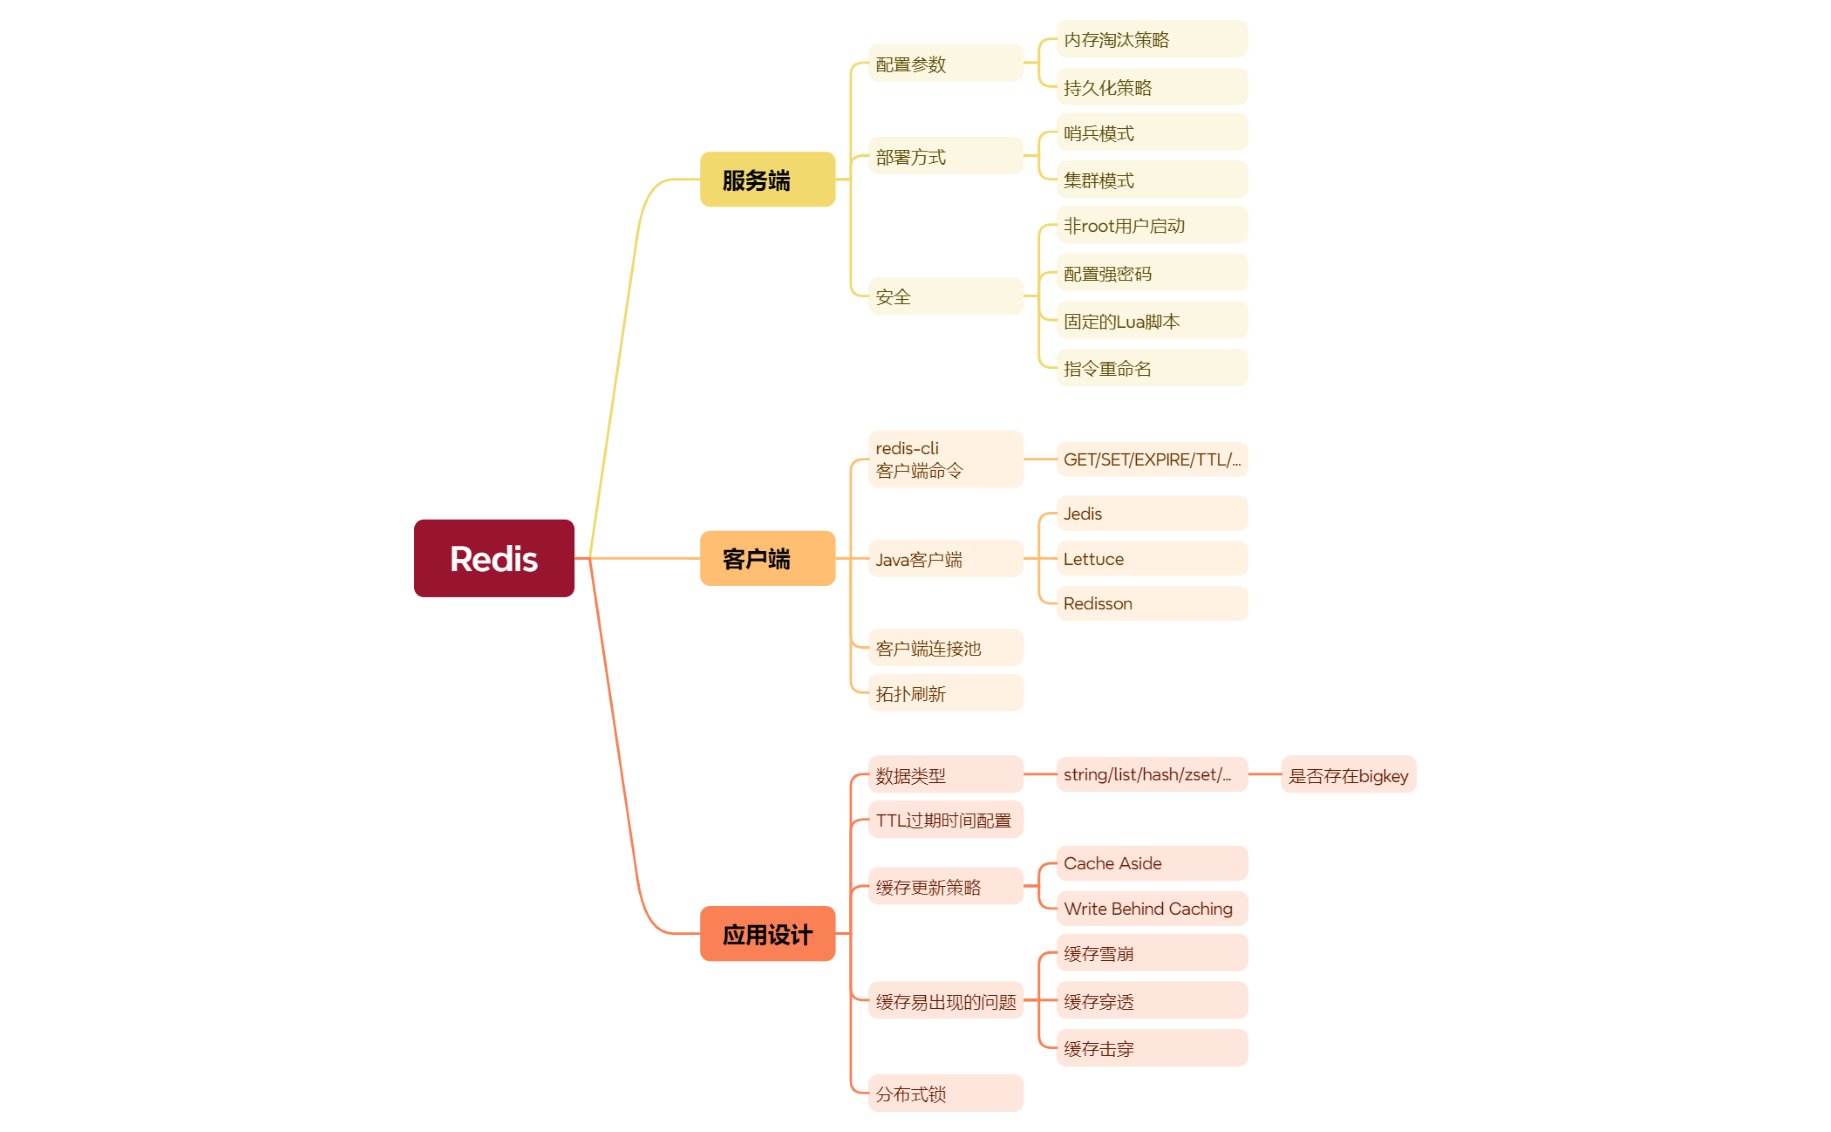 Redis
服务端
配置参数
内存淘汰策略
持久化策略
部署方式
哨兵模式
集群模式
安全
非root用户启动
配置强密码
固定的Lua脚本
指令重命名
客户端
redis-cli
客户端命令
GET/SET/EXPIRE/TTL/...
Java客户端
Jedis
Lettuce
Redisson
客户端连接池
拓扑刷新
应用设计
数据类型
string/list/hash/zset/...
是否存在bigkey
TTL过期时间配置
缓存更新策略
Cache Aside
Write Behind Caching
缓存易出现的问题
缓存雪崩
缓存穿透
缓存击穿
分布式锁